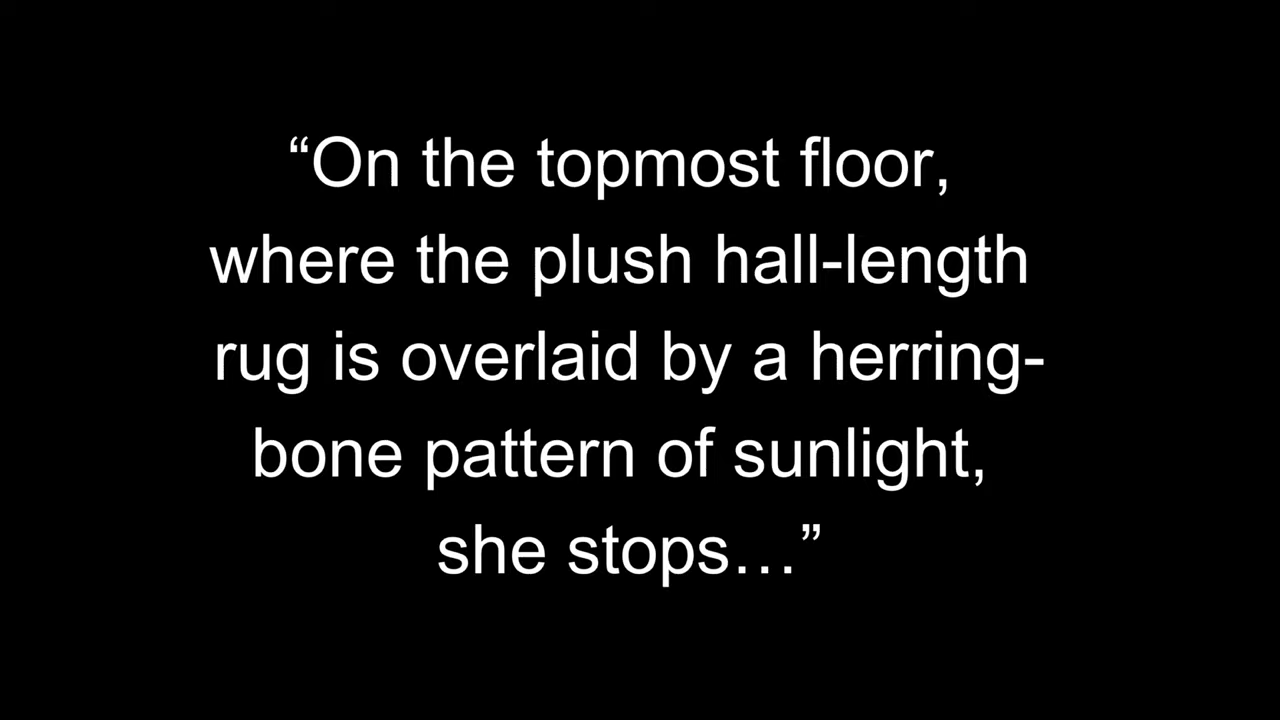 “On the topmost floor,
where the plush hall-length
rug is overlaid by a herring-
bone pattern of sunlight,
she stops…”